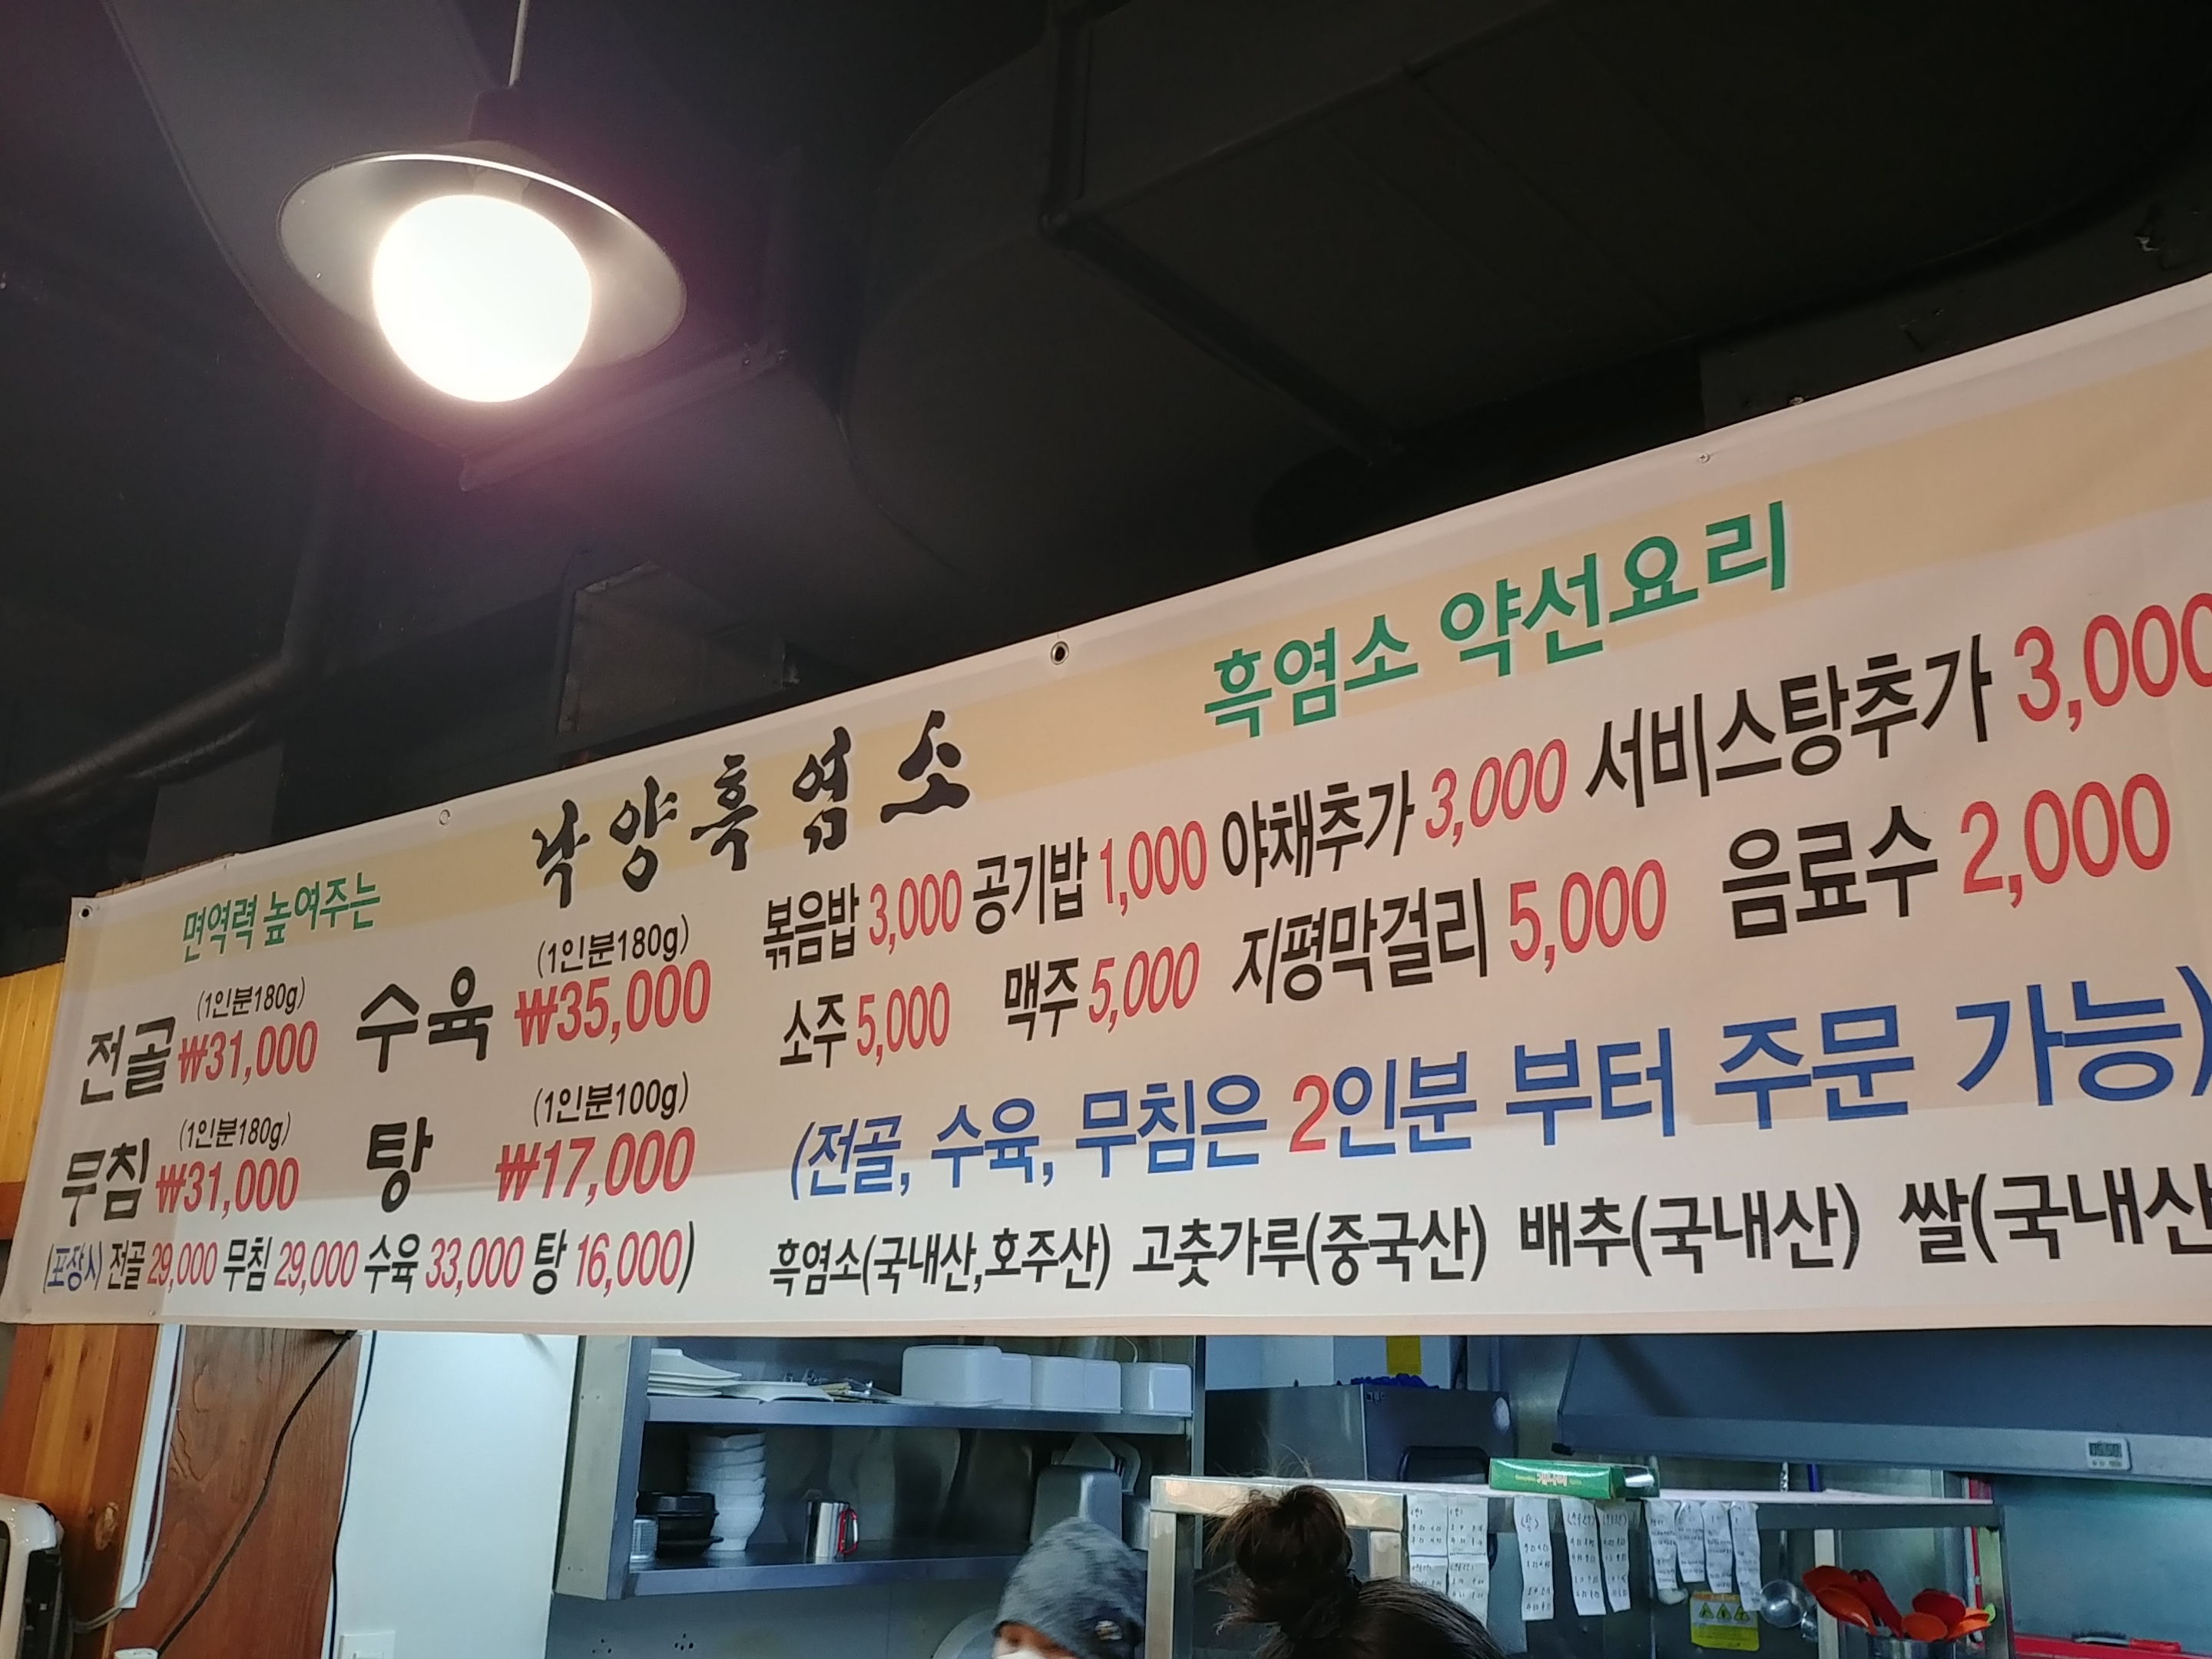 면역력 높여주는
낙양흑염소
흑염소 약선요리
전골 (1인분180g) ₩31,000
수육 (1인분180g) ₩35,000
무침 (1인분180g) ₩31,000
탕 (1인분100g) ₩17,000
(포장시 전골 29,000 무침 29,000 수육 33,000 탕 16,000)
볶음밥 3,000 공기밥 1,000 야채추가 3,000 서비스탕추가 3,000
소주 5,000 맥주 5,000 지평막걸리 5,000 음료수 2,000
(전골, 수육, 무침은 2인분 부터 주문 가능)
흑염소(국내산,호주산) 고춧가루(중국산) 배추(국내산) 쌀(국내산